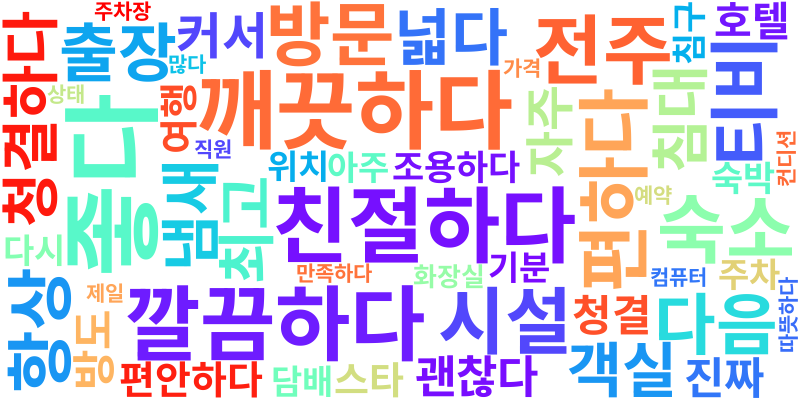 주차장
출장
커서
방문
넓다
전주
침구
호텔
청결하다
많다
상태
좋다
여행
깨끗하다
가격
자주
침대
티비
직원
컨디션
위치
아주
조용하다
편하다
숙박
예약
냄새
최고
친절하다
숙소
다시
만족하다
화장실
기분
컴퓨터
주차
따뜻하다
항상
제일
방도
깔끔하다
시설
청결
다음
편안하다
담배
스타
괜찮다
객실
진짜